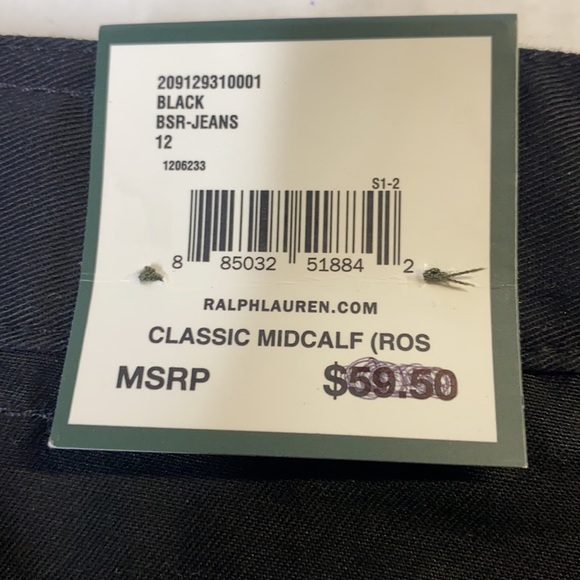 209129310001
BLACK
BSR-JEANS
12
1206233
S1-2
8 85032 51884 2
RALPHLAUREN.COM
CLASSIC MIDCALF (ROS
MSRP $59.50